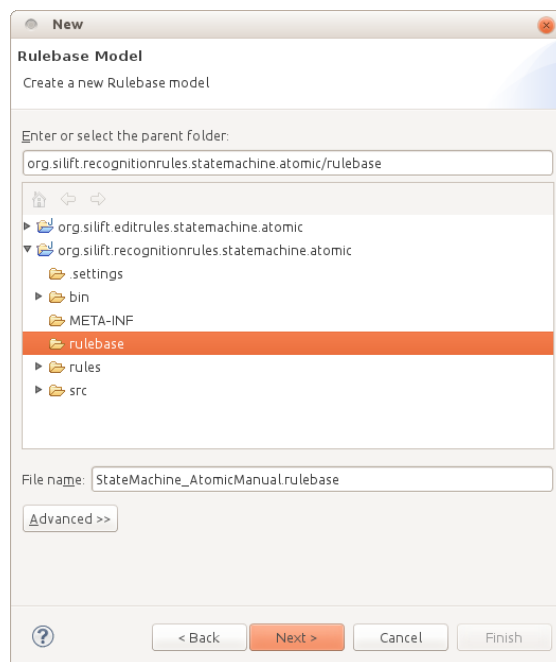 New
Rulebase Model
Create a new Rulebase model
Enter or select the parent folder:
org.silift.recognitionrules.statemachine.atomic/rulebase
org.silift.editrules.statemachine.atomic
org.silift.recognitionrules.statemachine.atomic
.settings
bin
META-INF
rulebase
rules
src
File name: StateMachine_AtomicManual.rulebase
Advanced >>
< Back Next > Cancel Finish